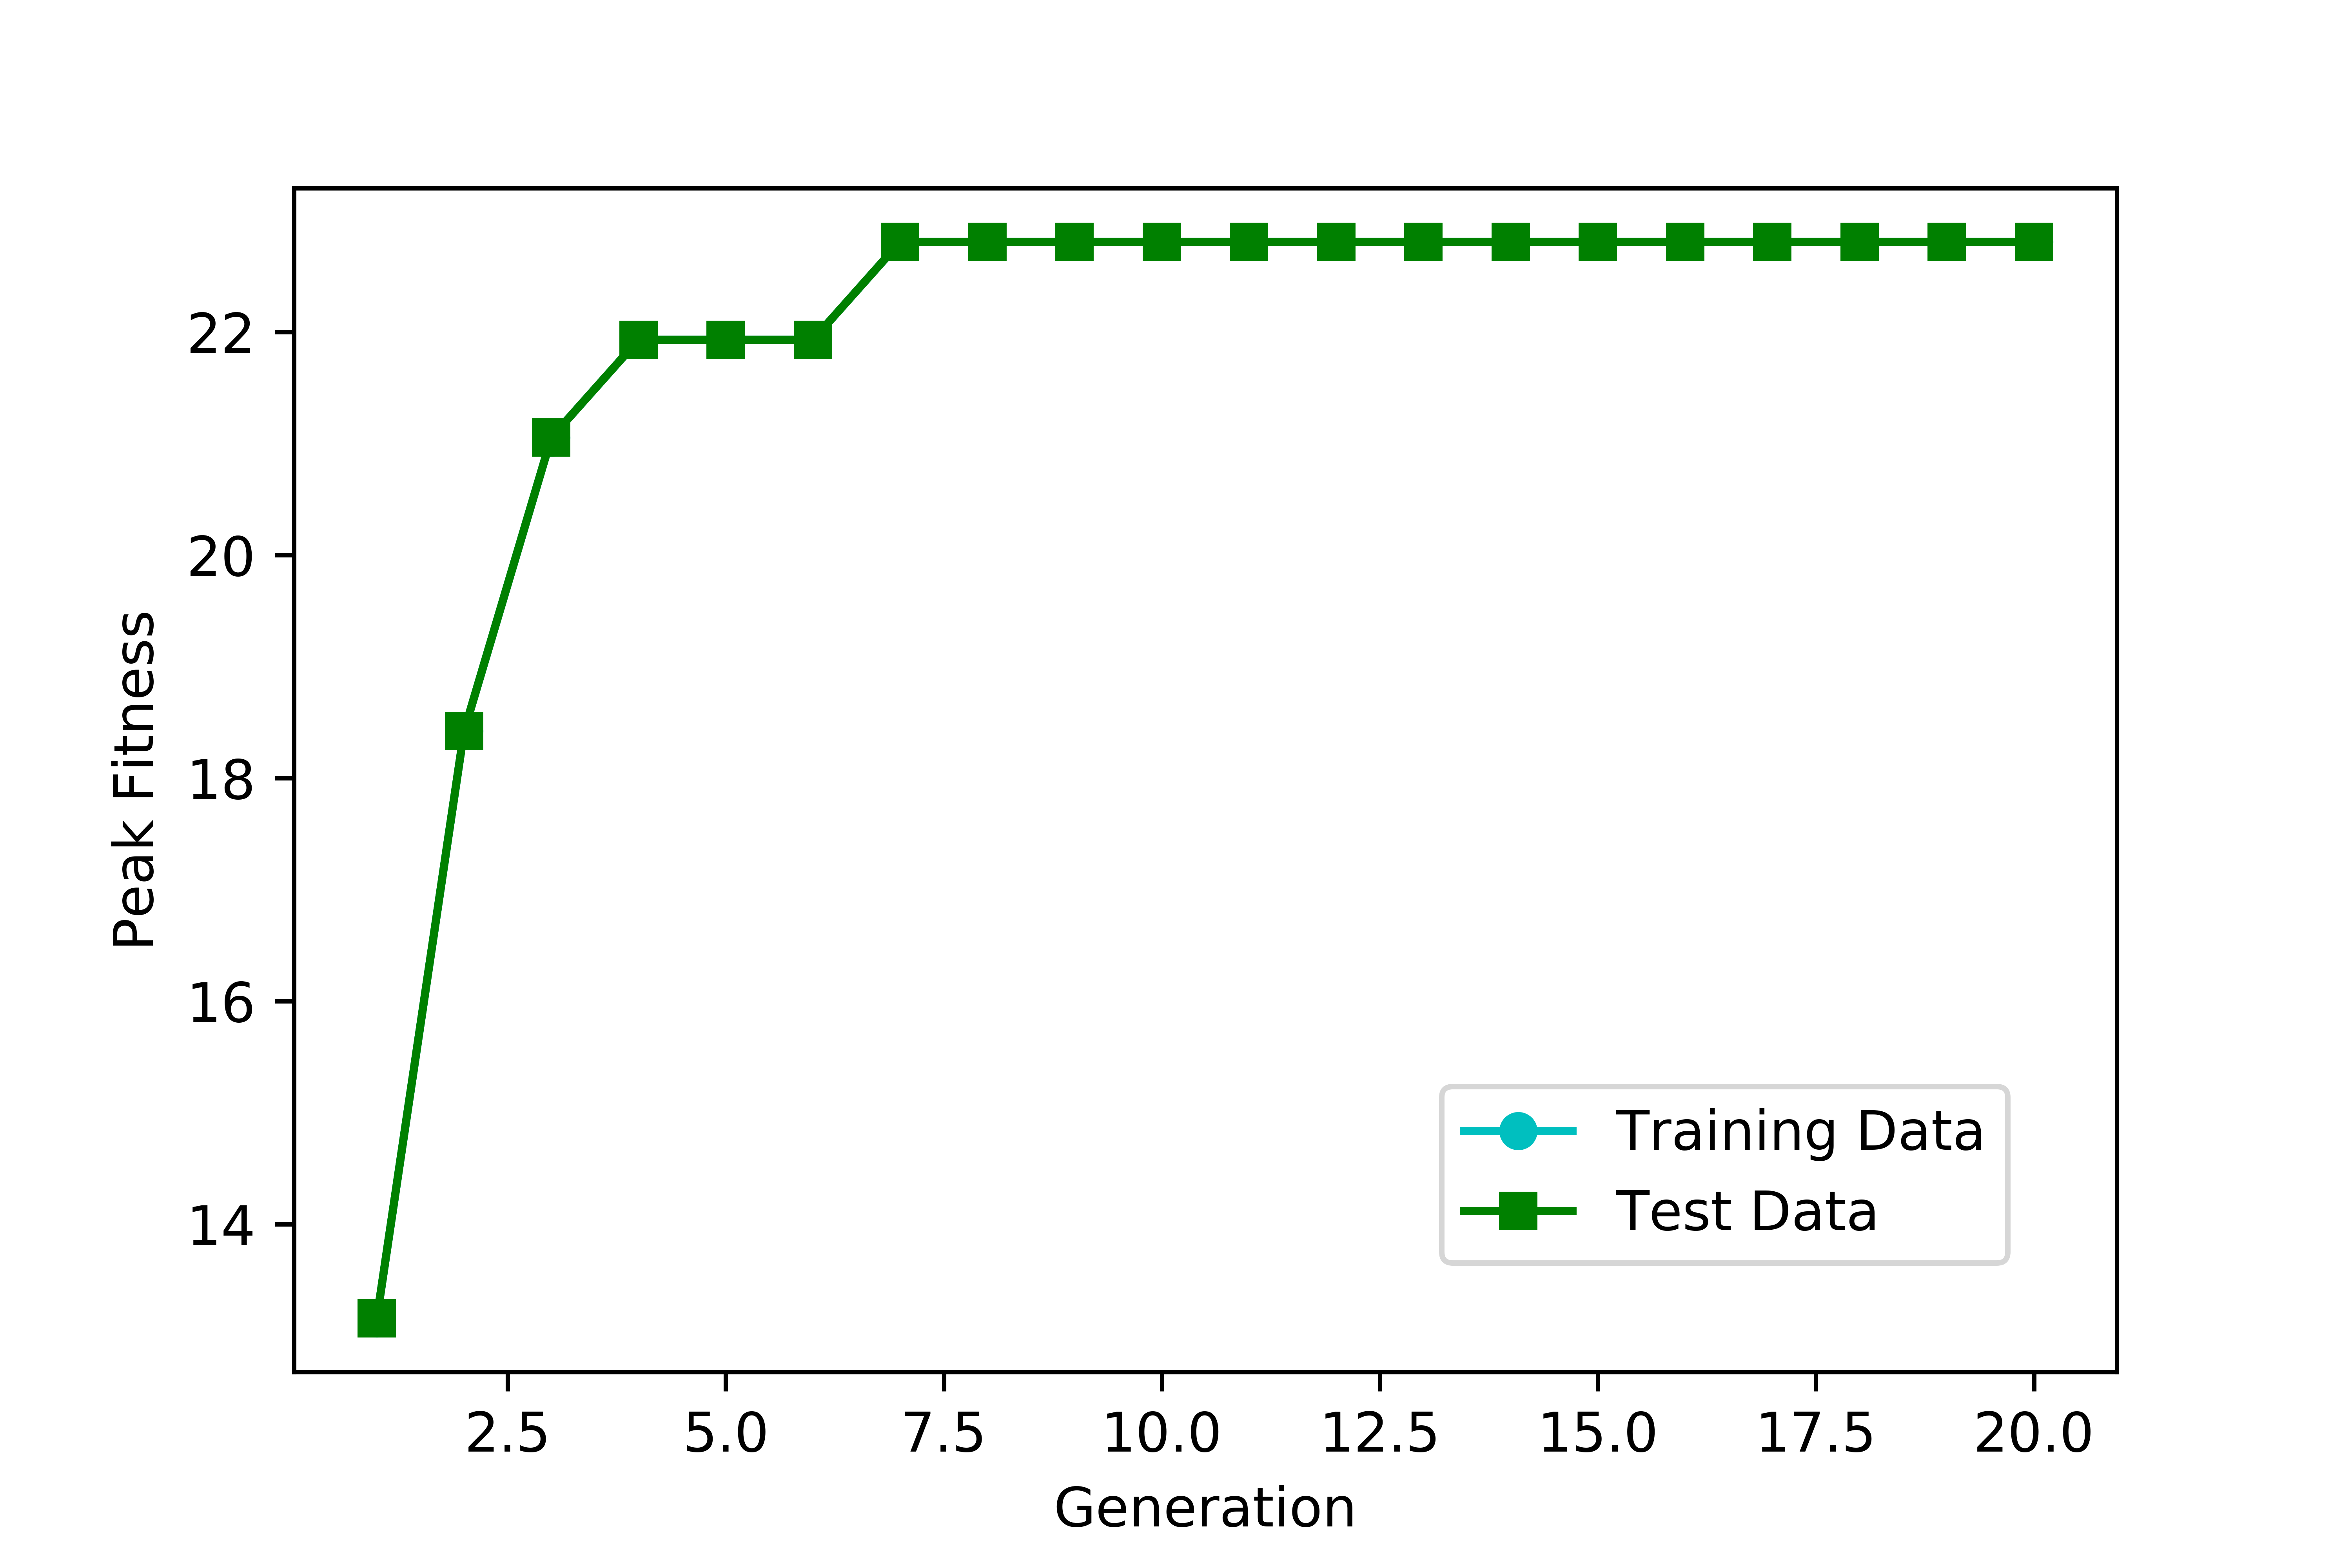 22
20
18
16
14
Peak Fitness
Training Data
Test Data
2.5 5.0 7.5 10.0 12.5 15.0 17.5 20.0
Generation